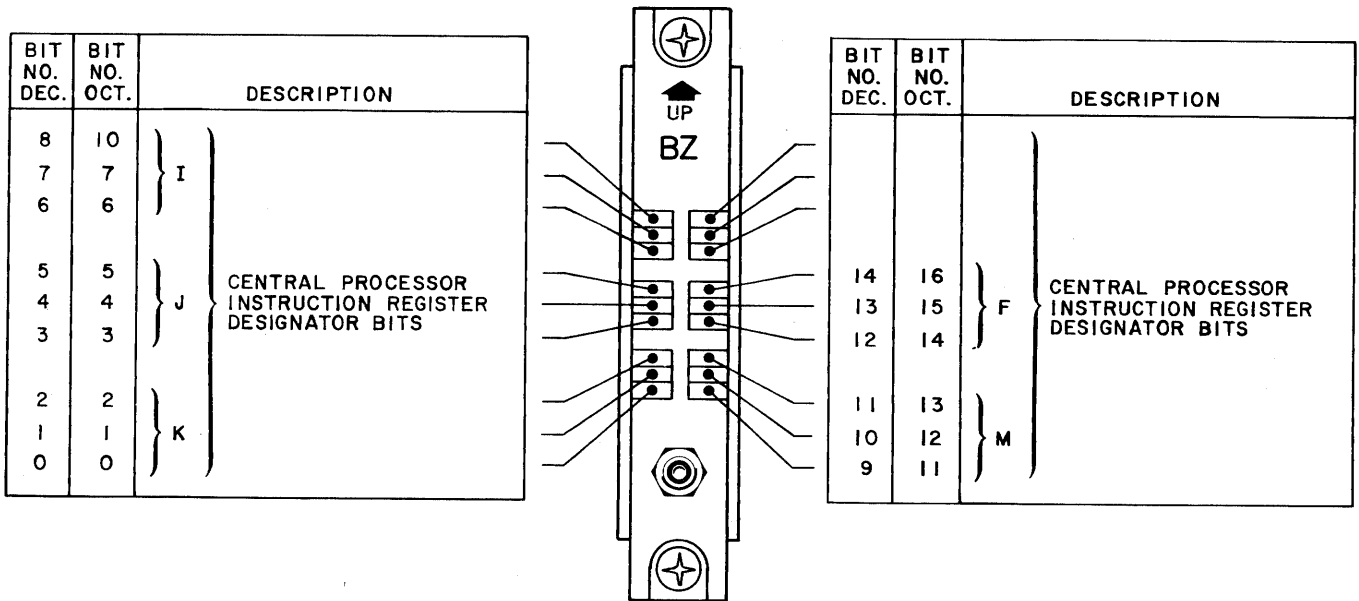 BIT NO. DEC. BIT NO. OCT. DESCRIPTION
8 10
7 7 I
6 6
5 5
4 4 J
3 3
2 2
1 1 K
0 0
CENTRAL PROCESSOR
INSTRUCTION REGISTER
DESIGNATOR BITS
UP
BZ
BIT NO. DEC. BIT NO. OCT. DESCRIPTION
14 16
13 15 F
12 14
11 13
10 12 M
9 11
CENTRAL PROCESSOR
INSTRUCTION REGISTER
DESIGNATOR BITS